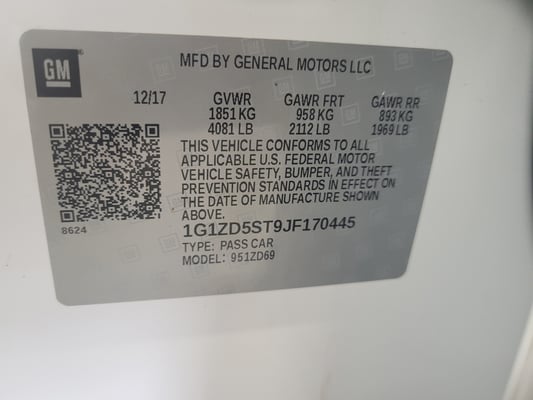 GM
MFD BY GENERAL MOTORS LLC
12/17 GVWR GAWR FRT GAWR RR
1851 KG 958 KG 893 KG
4081 LB 2112 LB 1969 LB
THIS VEHICLE CONFORMS TO ALL
APPLICABLE U.S. FEDERAL MOTOR
VEHICLE SAFETY, BUMPER, AND THEFT
PREVENTION STANDARDS IN EFFECT ON
THE DATE OF MANUFACTURE SHOWN
ABOVE.
8624
1G1ZD5ST9JF170445
TYPE: PASS CAR
MODEL: 951ZD69